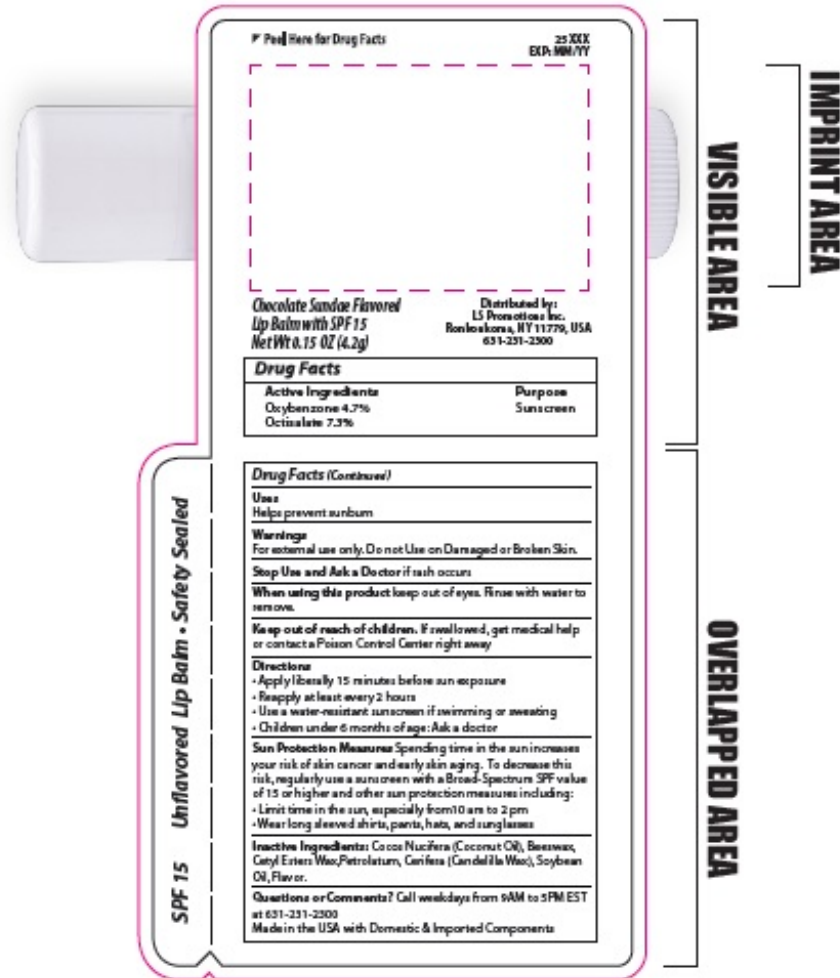 Peel Here for Drug Facts
25XXX
EXP: MM/YY
Chocolate Sundae Flavored
Lip Balm with SPF 15
Net Wt 0.15 OZ (4.2g)
Distributed by:
LS Promotions Inc.
Ronkonkoma, NY 11779, USA
631-231-2300
Drug Facts
Active Ingredients
Purpose
Oxybenzone 4.7%
Sunscreen
Octisalate 7.3%
Drug Facts (Continued)
Uses
Helps prevent sunburn
Warnings
For external use only. Do not Use on Damaged or Broken Skin.
Stop Use and Ask a Doctor if rash occurs
When using this product keep out of eyes. Rinse with water to
remove.
Keep out of reach of children. If swallowed, get medical help
or contact a Poison Control Center right away
Directions
• Apply liberally 15 minutes before sun exposure
• Reapply at least every 2 hours
• Use a water-resistant sunscreen if swimming or sweating
• Children under 6 months of age: Ask a doctor
Sun Protection Measures Spending time in the sun increases
your risk of skin cancer and early skin aging. To decrease this
risk, regularly use a sunscreen with a Broad-Spectrum SPF value
of 15 or higher and other sun protection measures including:
• Limit time in the sun, especially from10 am to 2 pm
• Wear long sleeved shirts, pants, hats, and sunglasses
Inactive Ingredients: Cocos Nucifera (Coconut Oil), Beeswax,
Cetyl Esters Wax,Petrolatum, Cerifera (Candelilla Wax), Soybean
Oil, Flavor.
Questions or Comments? Call weekdays from 9AM to 5PM EST
at 631-231-2300
Made in the USA with Domestic & Imported Components
SPF 15 Unflavored Lip Balm • Safety Sealed
IMPRINT AREA
VISIBLE AREA
OVERLAPPED AREA